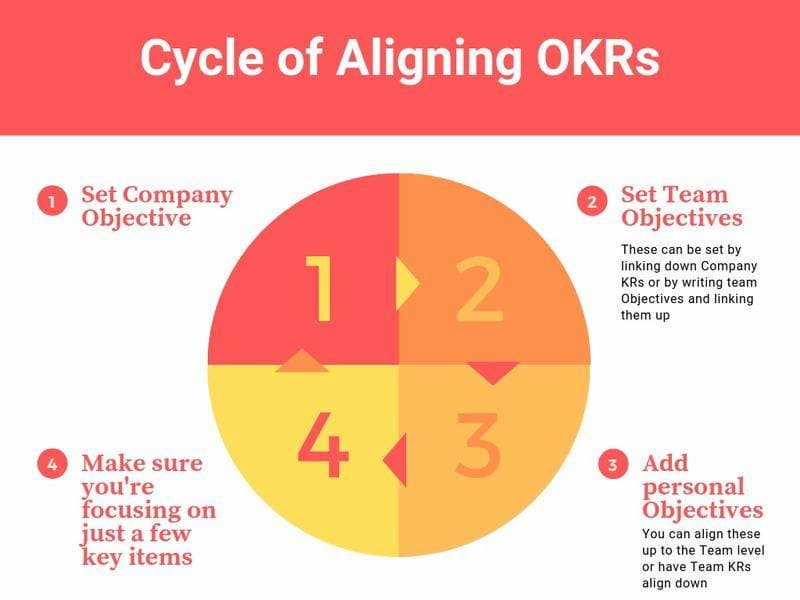 Cycle of Aligning OKRs
1
Set Company
Objective
2
Set Team
Objectives
These can be set by
linking down Company
KRs or by writing team
Objectives and linking
them up
1
2
4
3
4
Make sure
you're
focusing on
just a few
key items
3
Add
personal
Objectives
You can align these
up to the Team level
or have Team KRs
align down